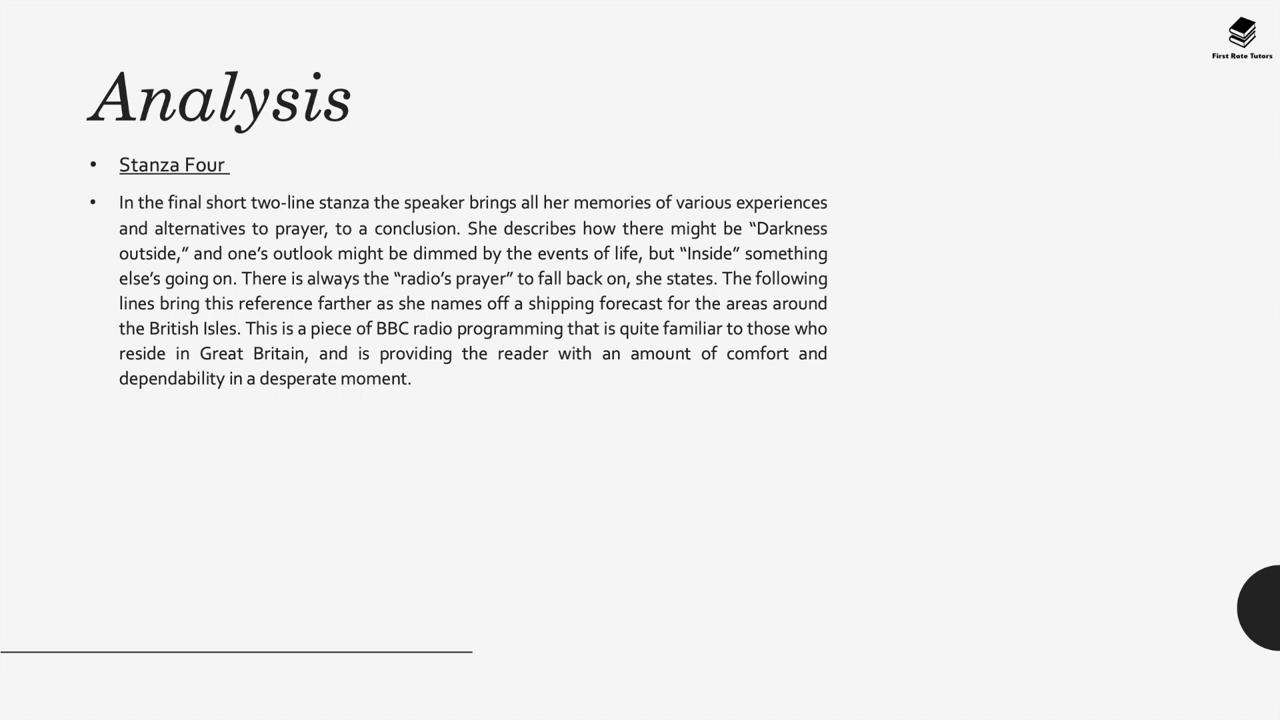 First Rate Tutors
Analysis
• Stanza Four
• In the final short two-line stanza the speaker brings all her memories of various experiences
and alternatives to prayer, to a conclusion. She describes how there might be “Darkness
outside,” and one’s outlook might be dimmed by the events of life, but “Inside” something
else’s going on. There is always the “radio’s prayer” to fall back on, she states. The following
lines bring this reference farther as she names off a shipping forecast for the areas around
the British Isles. This is a piece of BBC radio programming that is quite familiar to those who
reside in Great Britain, and is providing the reader with an amount of comfort and
dependability in a desperate moment.